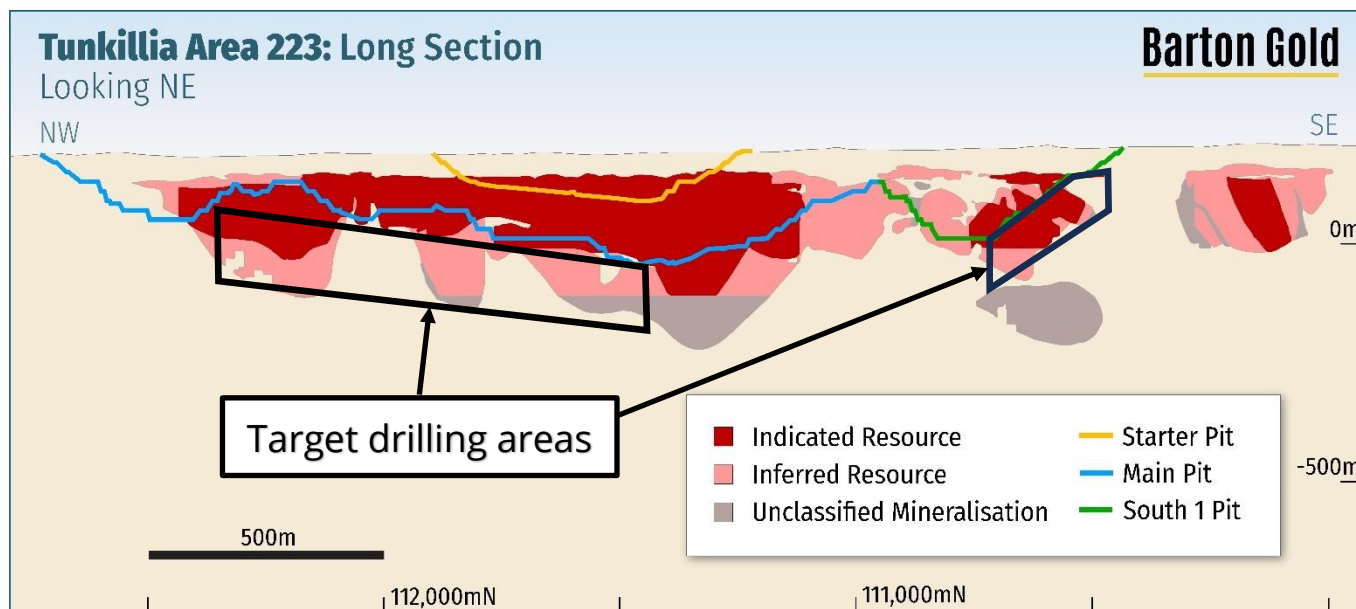 Tunkillia Area 223: Long Section
Looking NE
Barton Gold
NW
SE
0m
Target drilling areas
Indicated Resource
Inferred Resource
Unclassified Mineralisation
Starter Pit
Main Pit
South 1 Pit
-500m
500m
112,000mN
111,000mN